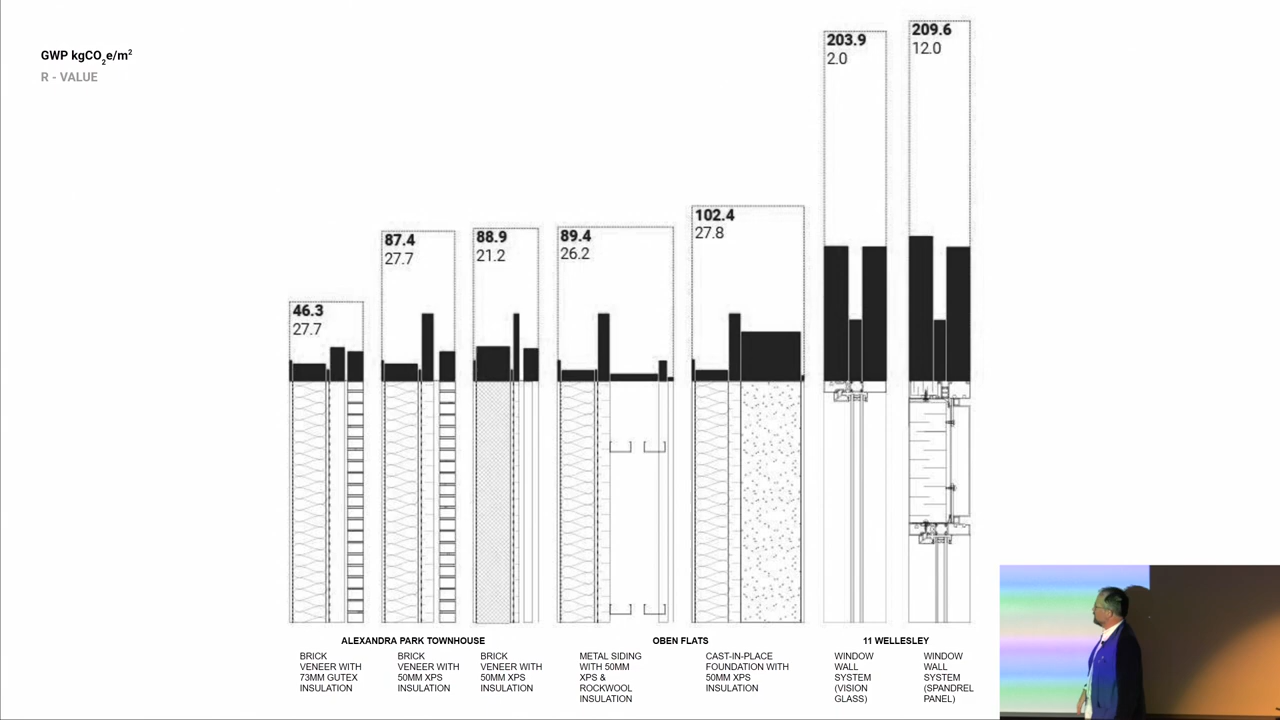 GWP kgCO2e/m²
R - VALUE
46.3
27.7
87.4
27.7
88.9
21.2
89.4
26.2
102.4
27.8
203.9
2.0
209.6
12.0
ALEXANDRA PARK TOWNHOUSE
BRICK
VENEER WITH
73MM GUTEX
INSULATION
BRICK
VENEER WITH
50MM XPS
INSULATION
BRICK
VENEER WITH
50MM XPS
INSULATION
OBEN FLATS
METAL SIDING
WITH 50MM
XPS &
ROCKWOOL
INSULATION
CAST-IN-PLACE
FOUNDATION WITH
50MM XPS
INSULATION
11 WELLESLEY
WINDOW
WALL
SYSTEM
(VISION
GLASS)
WINDOW
WALL
SYSTEM
(SPANDREL
PANEL)